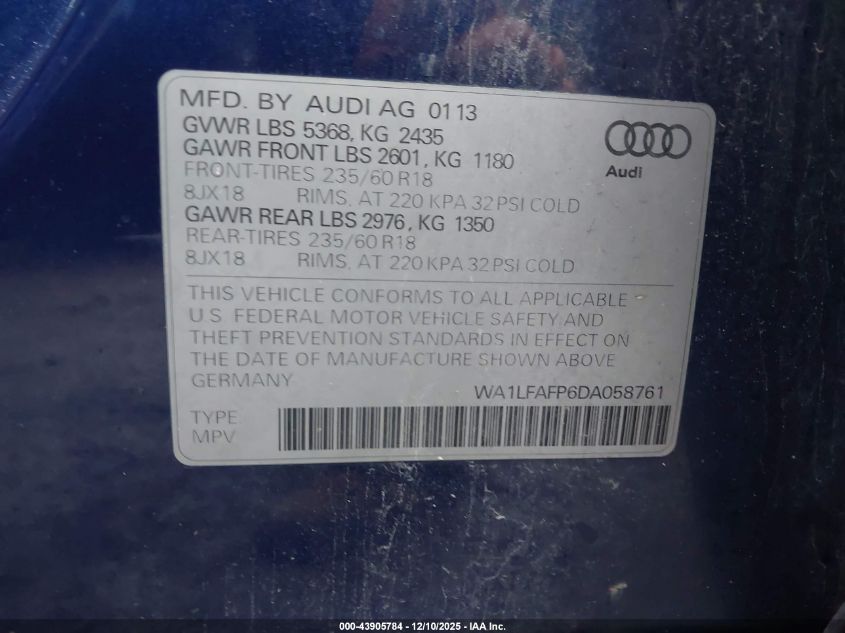 MFD. BY AUDI AG 0113
GVWR LBS 5368, KG 2435
GAWR FRONT LBS 2601, KG 1180
FRONT-TIRES 235/60 R18
8JX18 RIMS, AT 220 KPA 32 PSI COLD
GAWR REAR LBS 2976, KG 1350
REAR-TIRES 235/60 R18
8JX18 RIMS, AT 220 KPA 32 PSI COLD
Audi
THIS VEHICLE CONFORMS TO ALL APPLICABLE
U.S. FEDERAL MOTOR VEHICLE SAFETY AND
THEFT PREVENTION STANDARDS IN EFFECT ON
THE DATE OF MANUFACTURE SHOWN ABOVE
GERMANY WA1LFAFP6DA058761
TYPE
MPV
000-43905784 - 12/10/2025 - IAA Inc.